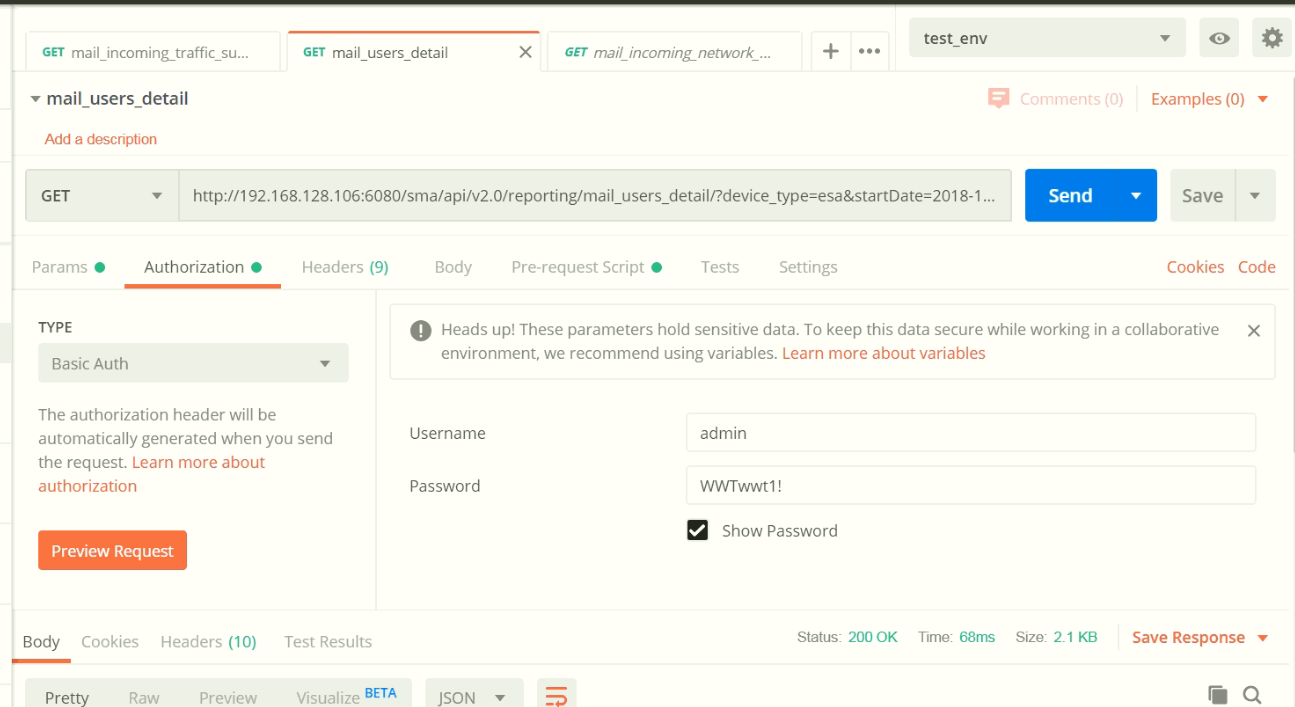 GET mail_incoming_traffic_su...
GET mail_users_detail
GET mail_incoming_network_...
test_env
mail_users_detail
Comments (0)
Examples (0)
Add a description
GET
http://192.168.128.106:6080/sma/api/v2.0/reporting/mail_users_detail/?device_type=esa&startDate=2018-1...
Send
Save
Params
Authorization
Headers (9)
Body
Pre-request Script
Tests
Settings
Cookies
Code
TYPE
Basic Auth
The authorization header will be
automatically generated when you send
the request. Learn more about
authorization
Preview Request
Heads up! These parameters hold sensitive data. To keep this data secure while working in a collaborative
environment, we recommend using variables. Learn more about variables
Username
admin
Password
WWTwwt1!
Show Password
Body
Cookies
Headers (10)
Test Results
Status: 200 OK
Time: 68ms
Size: 2.1 KB
Save Response
Pretty
Raw
Preview
Visualize BETA
JSON